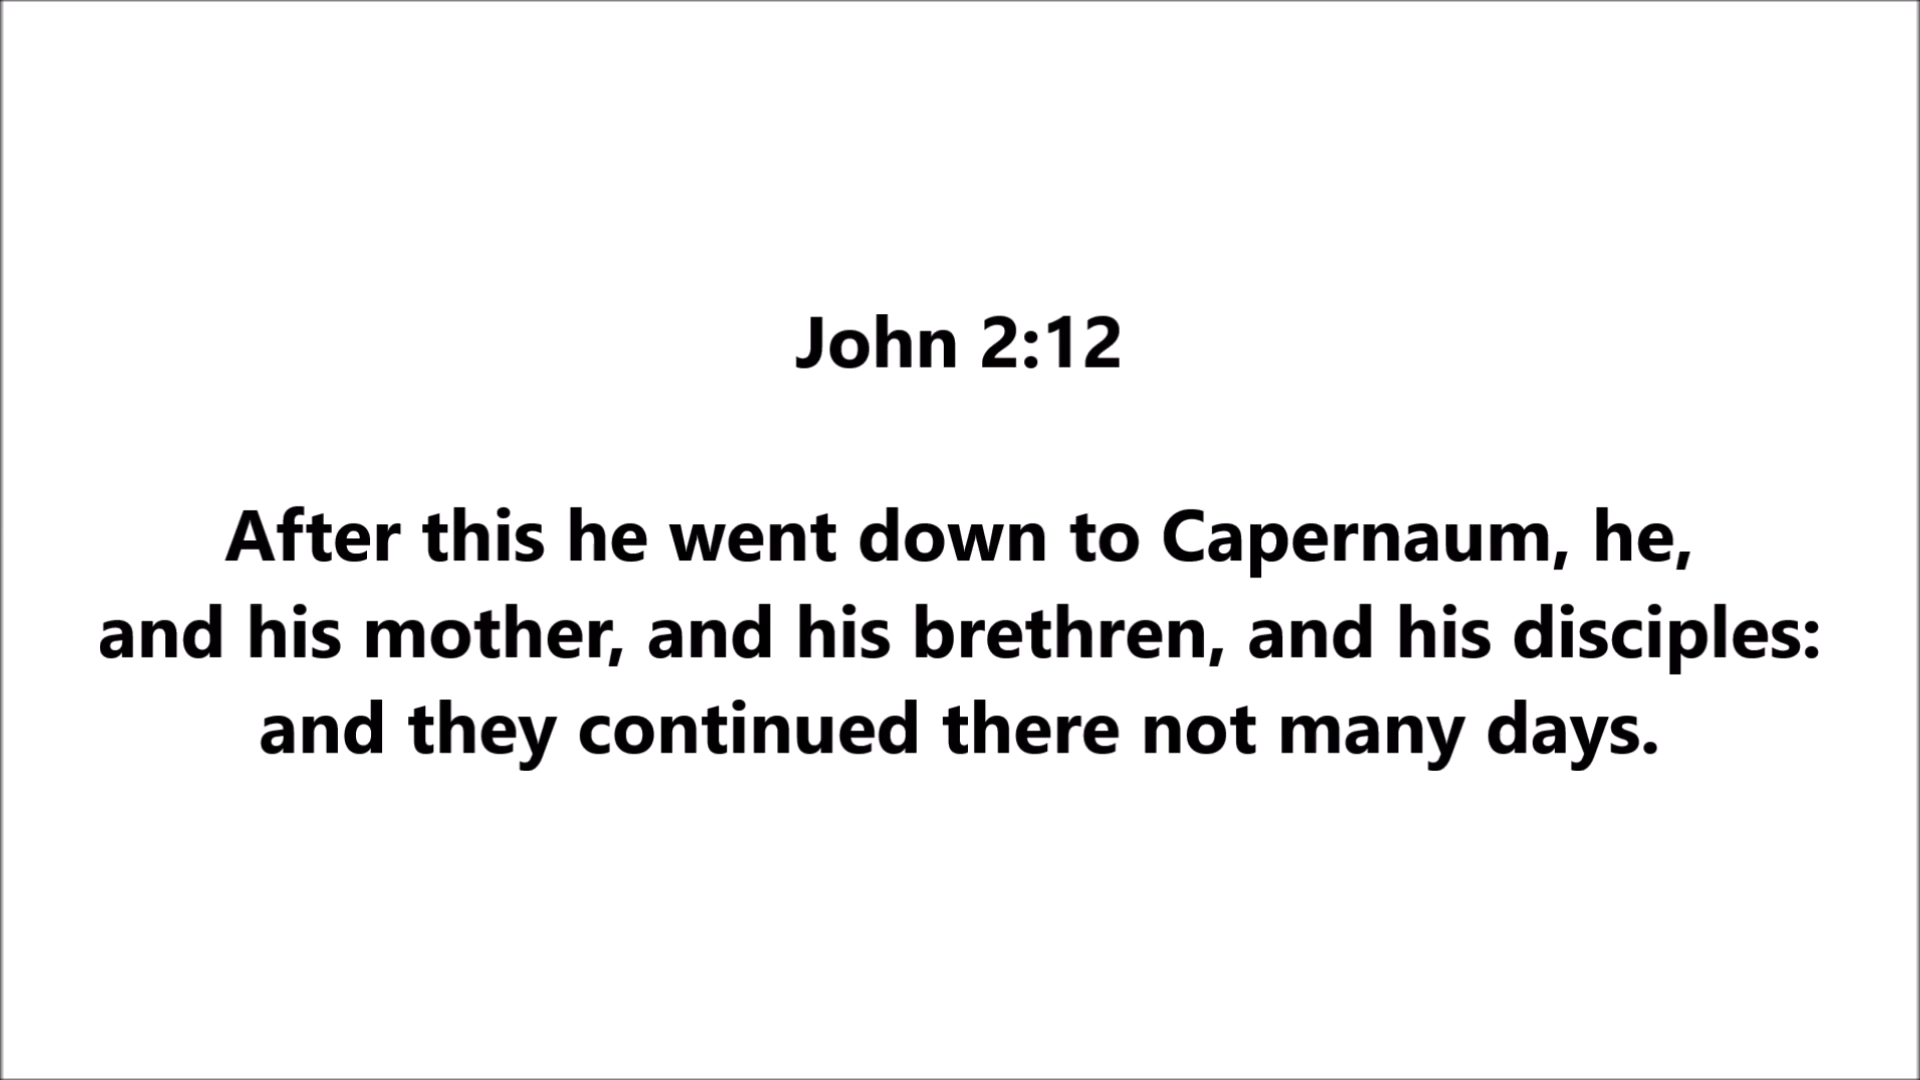 John 2:12
After this he went down to Capernaum, he,
and his mother, and his brethren, and his disciples:
and they continued there not many days.